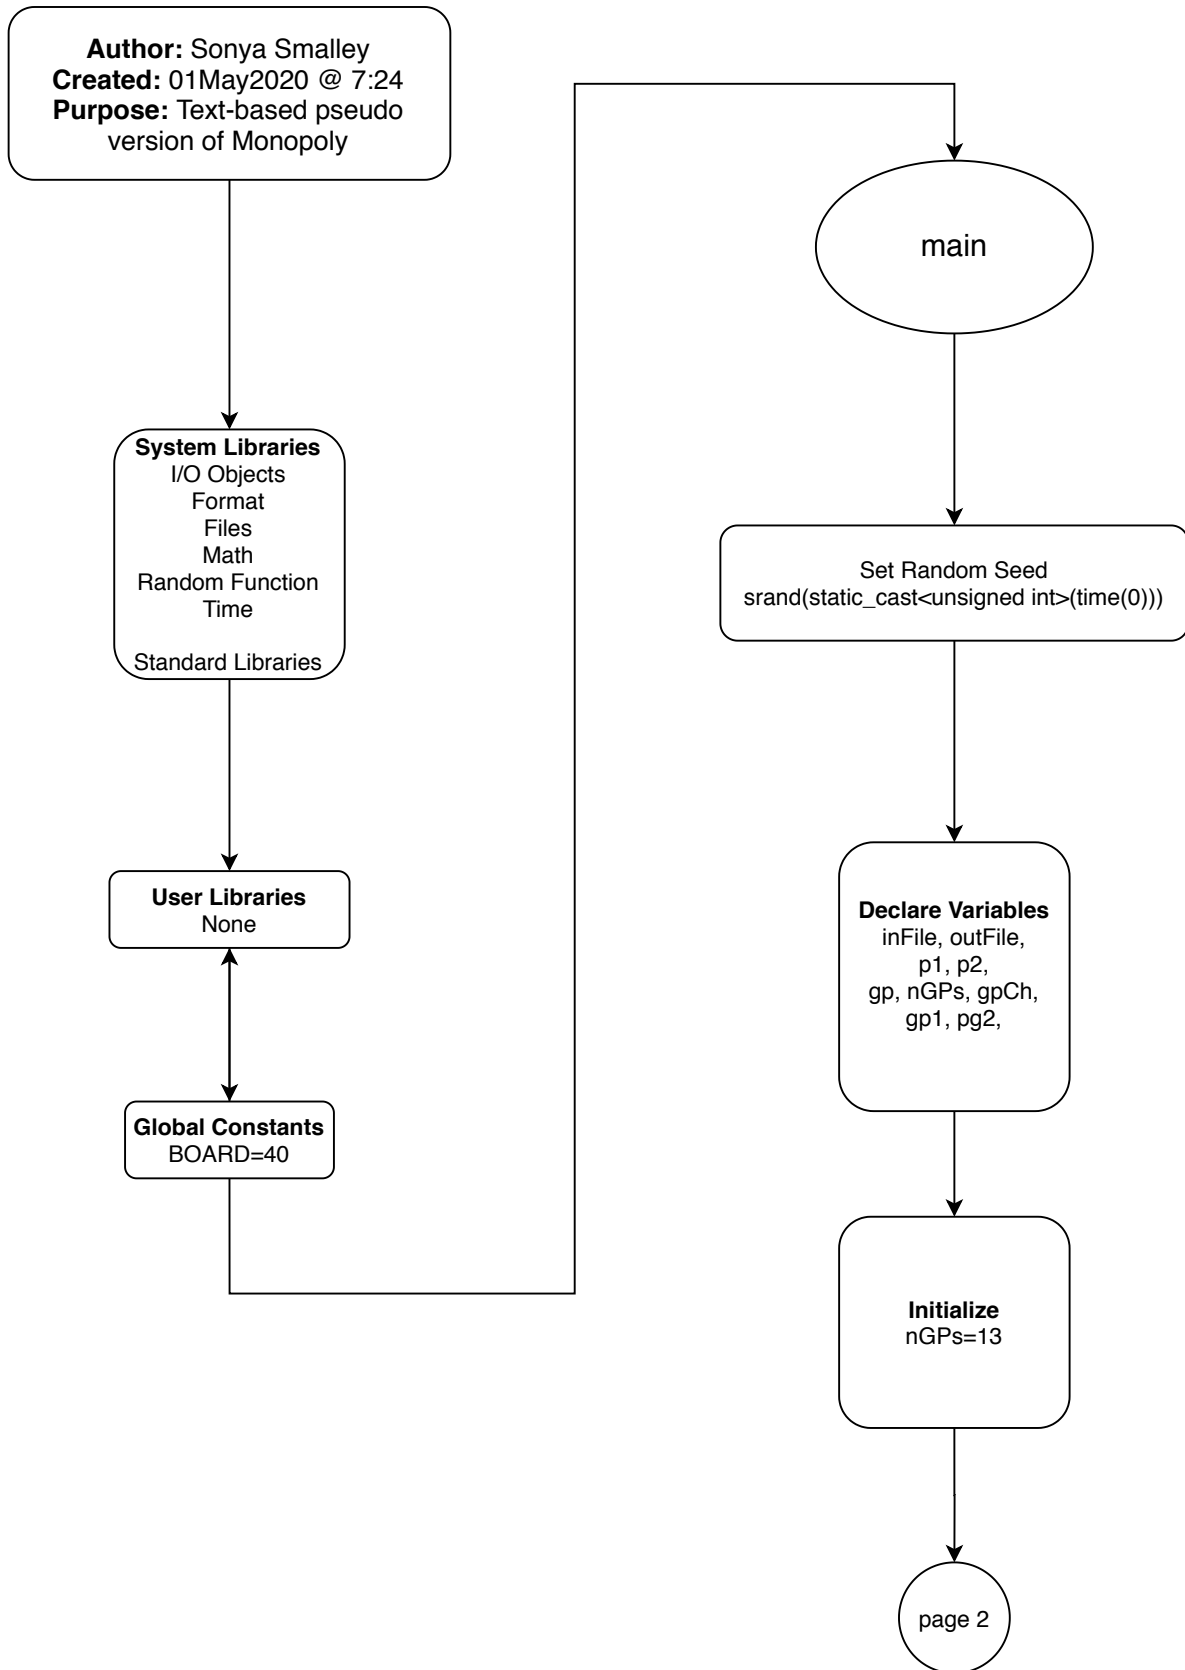 Author: Sonya Smalley
Created: 01May2020 @ 7:24
Purpose: Text-based pseudo
version of Monopoly
System Libraries
I/O Objects
Format
Files
Math
Random Function
Time
Standard Libraries
User Libraries
None
Global Constants
BOARD=40
main
Set Random Seed
srand(static_cast<unsigned int>(time(0)))
Declare Variables
inFile, outFile,
p1, p2,
gp, nGPs, gpCh,
gp1, pg2,
Initialize
nGPs=13
page 2